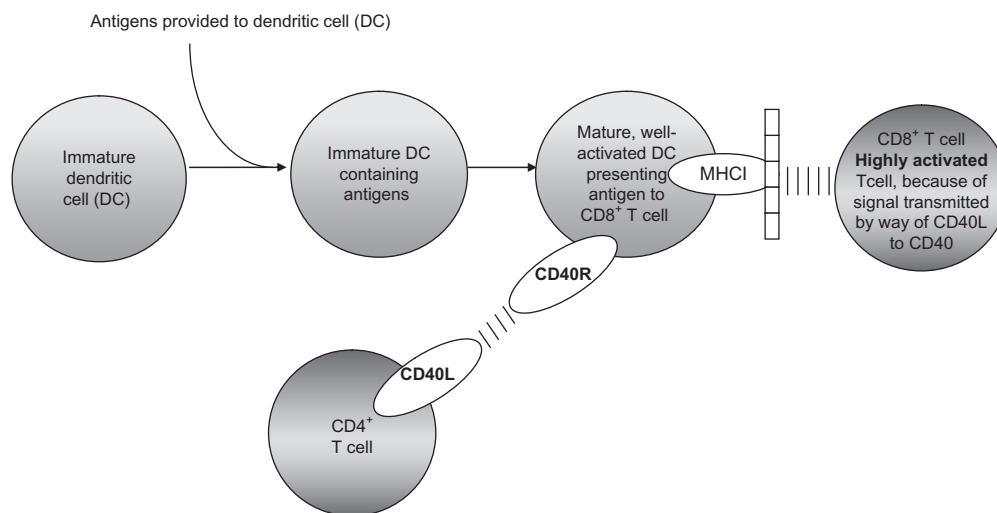 Antigens provided to dendritic cell (DC)
Immature
dendritic
cell (DC)
Immature DC
containing
antigens
Mature, well-
activated DC
presenting
antigen to
CD8⁺ T cell
MHCI
CD8⁺ T cell
Highly activated
Tcell, because of
signal transmitted
by way of CD40L
to CD40
CD40R
CD40L
CD4⁺
T cell